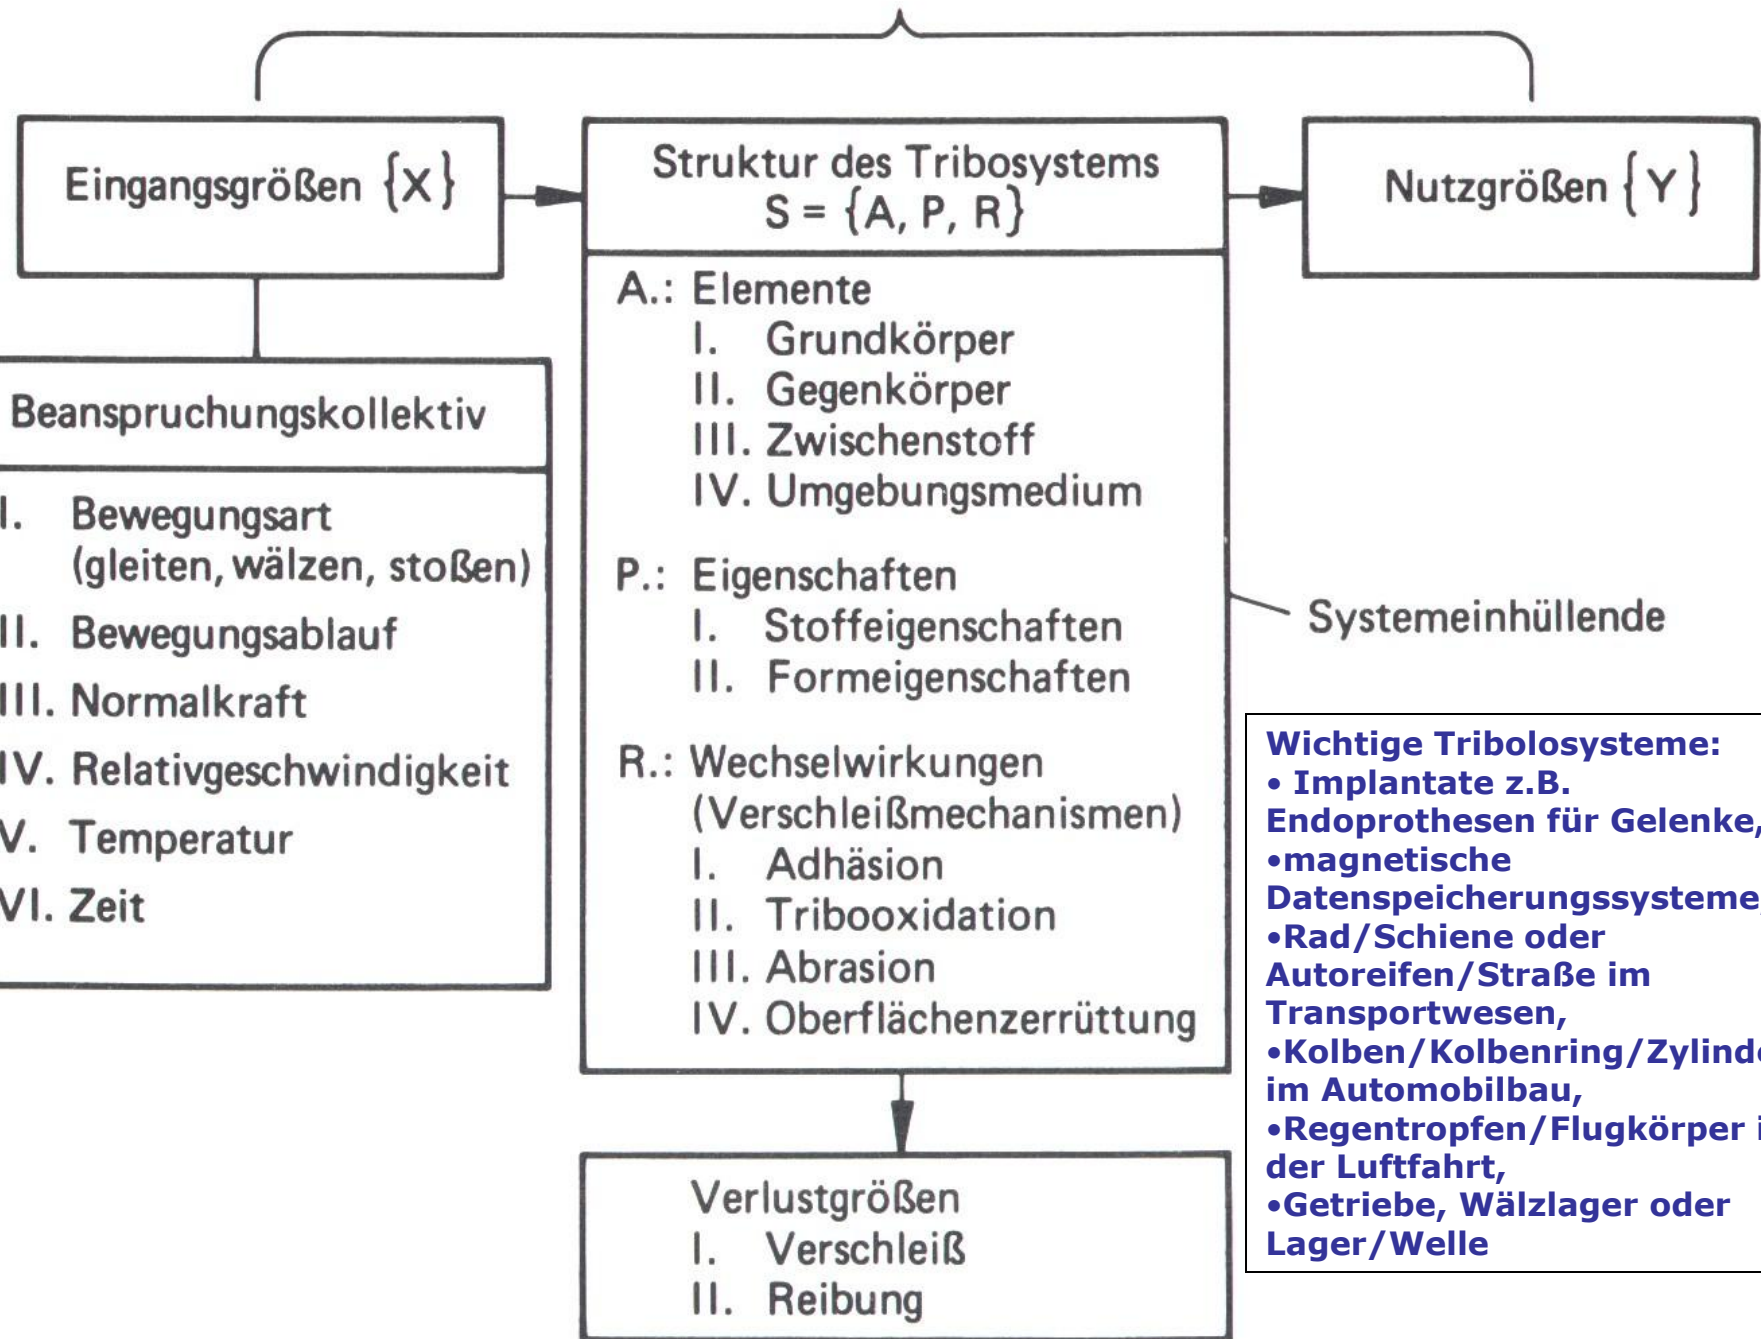 Eingangsgrößen {X}
Struktur des Tribosystems
S = {A, P, R}
Nutzgrößen {Y}
Beanspruchungskollektiv
I. Bewegungsart
(gleiten, wälzen, stoßen)
II. Bewegungsablauf
III. Normalkraft
IV. Relativgeschwindigkeit
V. Temperatur
VI. Zeit
A.: Elemente
I. Grundkörper
II. Gegenkörper
III. Zwischenstoff
IV. Umgebungsmedium
P.: Eigenschaften
I. Stoffeigenschaften
II. Formeigenschaften
R.: Wechselwirkungen
(Verschleißmechanismen)
I. Adhäsion
II. Tribooxidation
III. Abrasion
IV. Oberflächenzerrüttung
Systemeinhüllende
Verlustgrößen
I. Verschleiß
II. Reibung
Wichtige Tribolosysteme:
• Implantate z.B.
Endoprothesen für Gelenke,
•magnetische
Datenspeicherungssysteme,
•Rad/Schiene oder
Autoreifen/Straße im
Transportwesen,
•Kolben/Kolbenring/
im Automobilbau,
•Regentropfen/Flugkörper
der Luftfahrt,
•Getriebe, Wälzlager oder
Lager/Welle